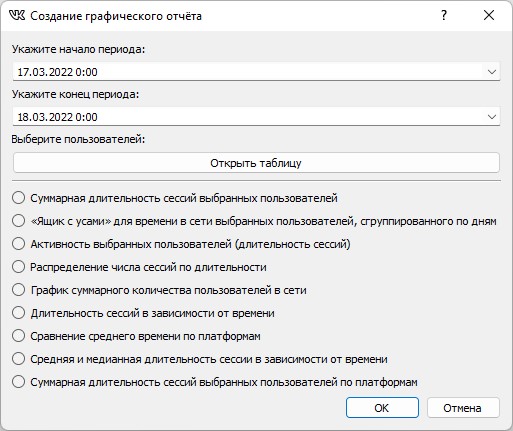 Создание графического отчёта ?
Укажите начало периода:
17.03.2022 0:00
Укажите конец периода:
18.03.2022 0:00
Выберите пользователей:
Открыть таблицу
Суммарная длительность сессий выбранных пользователей
«Ящик с усами» для времени в сети выбранных пользователей, сгруппированного по дням
Активность выбранных пользователей (длительность сессий)
Распределение числа сессий по длительности
График суммарного количества пользователей в сети
Длительность сессий в зависимости от времени
Сравнение среднего времени по платформам
Средняя и медианная длительность сессии в зависимости от времени
Суммарная длительность сессий выбранных пользователей по платформам
OK Отмена